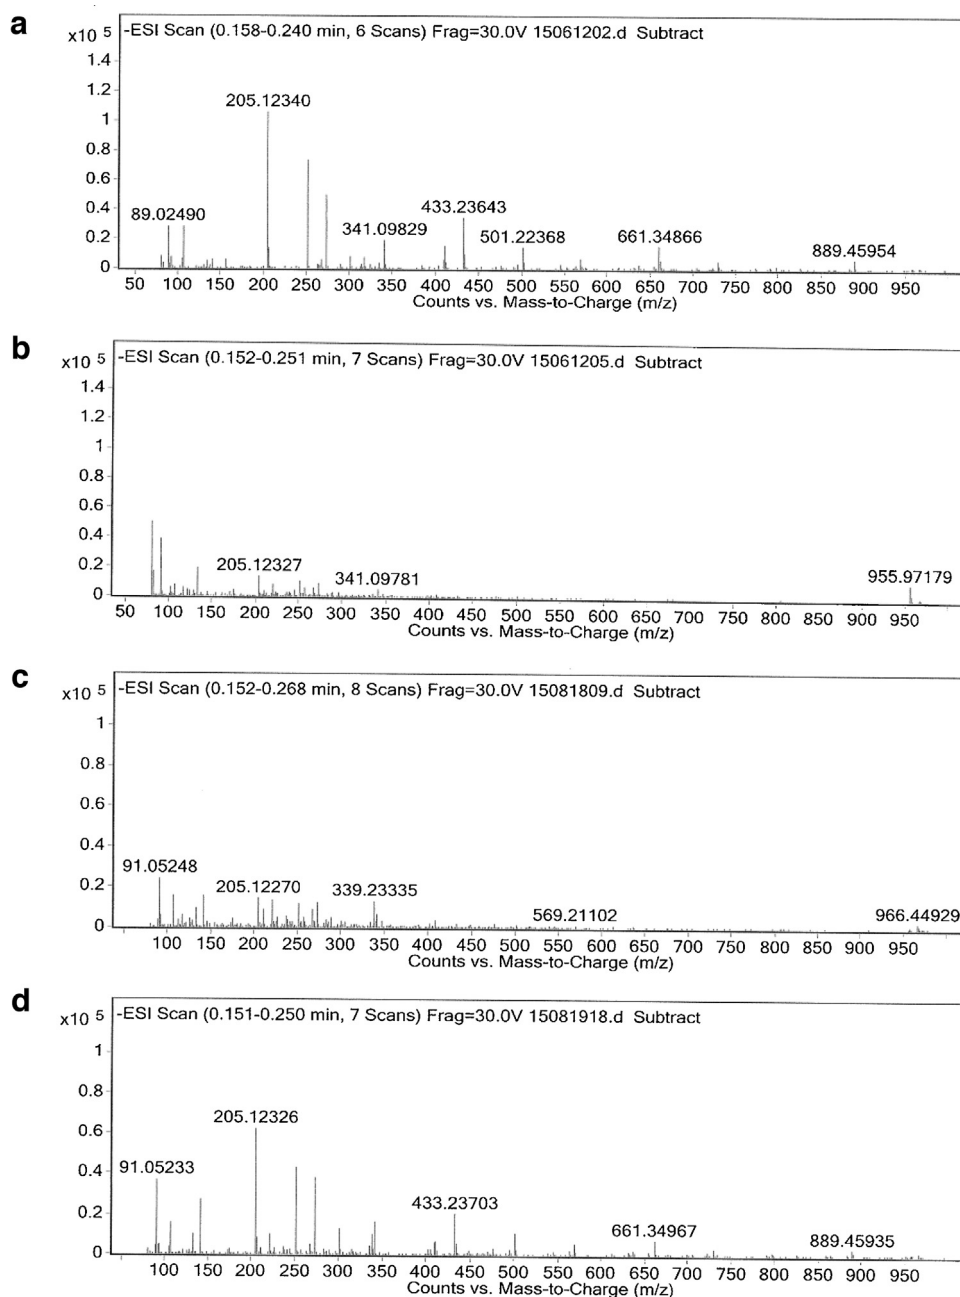 a
x10 5
-ESI Scan (0.158-0.240 min, 6 Scans) Frag=30.0V 15061202.d Subtract
1.4
1.2
1
0.8
0.6
0.4
0.2
0
205.12340
89.02490
341.09829
433.23643
501.22368
661.34866
889.45954
50 100 150 200 250 300 350 400 450 500 550 600 650 700 750 800 850 900 950
Counts vs. Mass-to-Charge (m/z)
b
x10 5
-ESI Scan (0.152-0.251 min, 7 Scans) Frag=30.0V 15061205.d Subtract
1.4
1.2
1
0.8
0.6
0.4
0.2
0
205.12327
341.09781
955.97179
50 100 150 200 250 300 350 400 450 500 550 600 650 700 750 800 850 900 950
Counts vs. Mass-to-Charge (m/z)
c
x10 5
-ESI Scan (0.152-0.268 min, 8 Scans) Frag=30.0V 15081809.d Subtract
1
0.8
0.6
0.4
0.2
0
91.05248
205.12270
339.23335
569.21102
966.44929
100 150 200 250 300 350 400 450 500 550 600 650 700 750 800 850 900 950
Counts vs. Mass-to-Charge (m/z)
d
x10 5
-ESI Scan (0.151-0.250 min, 7 Scans) Frag=30.0V 15081918.d Subtract
1
0.8
0.6
0.4
0.2
0
205.12326
91.05233
433.23703
661.34967
889.45935
100 150 200 250 300 350 400 450 500 550 600 650 700 750 800 850 900 950
Counts vs. Mass-to-Charge (m/z)